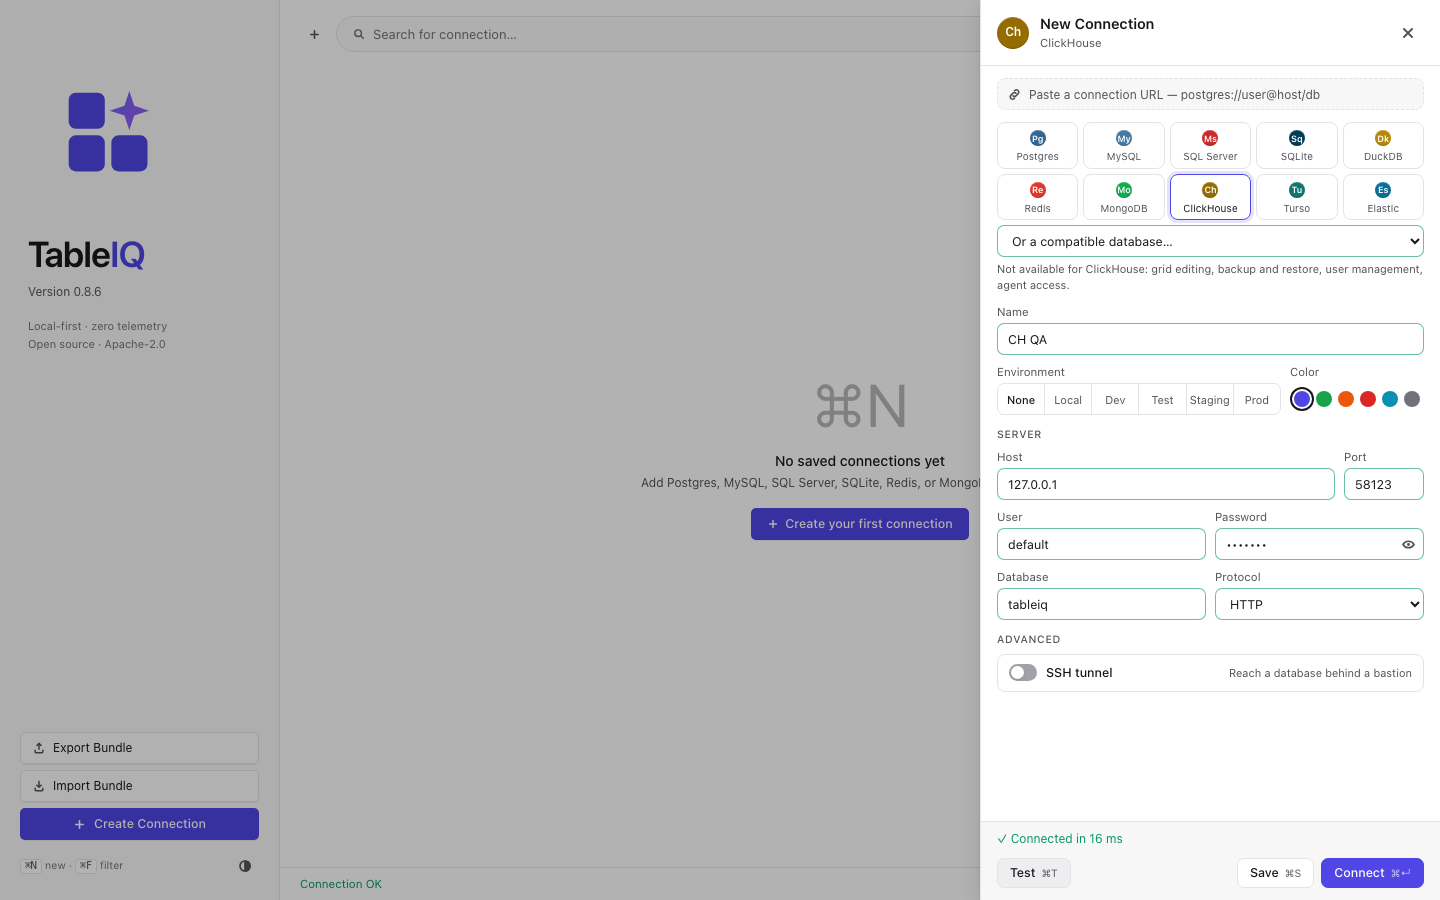 TableIQ
Version 0.8.6
Local-first · zero telemetry
Open source · Apache-2.0
Export Bundle
Import Bundle
+ Create Connection
⌘N new · ⌘F filter
+
Search for connection...
⌘N
No saved connections yet
Add Postgres, MySQL, SQL Server, SQLite, Redis, or
+ Create your first connection
Connection OK
Ch
New Connection
ClickHouse
Paste a connection URL — postgres://user@host/db
Pg My Ms Sq Dk
Postgres MySQL SQL Server SQLite DuckDB
Re Mo Ch Tu Es
Redis MongoDB ClickHouse Turso Elastic
Or a compatible database...
Not available for ClickHouse: grid editing, backup and restore, user management,
agent access.
Name
CH QA
Environment Color
None Local Dev Test Staging Prod
SERVER
Host Port
127.0.0.1 58123
User Password
default •••••••
Database Protocol
tableiq HTTP
ADVANCED
SSH tunnel Reach a database behind a bastion
✓ Connected in 16 ms
Test ⌘T Save ⌘S Connect ⌘↵